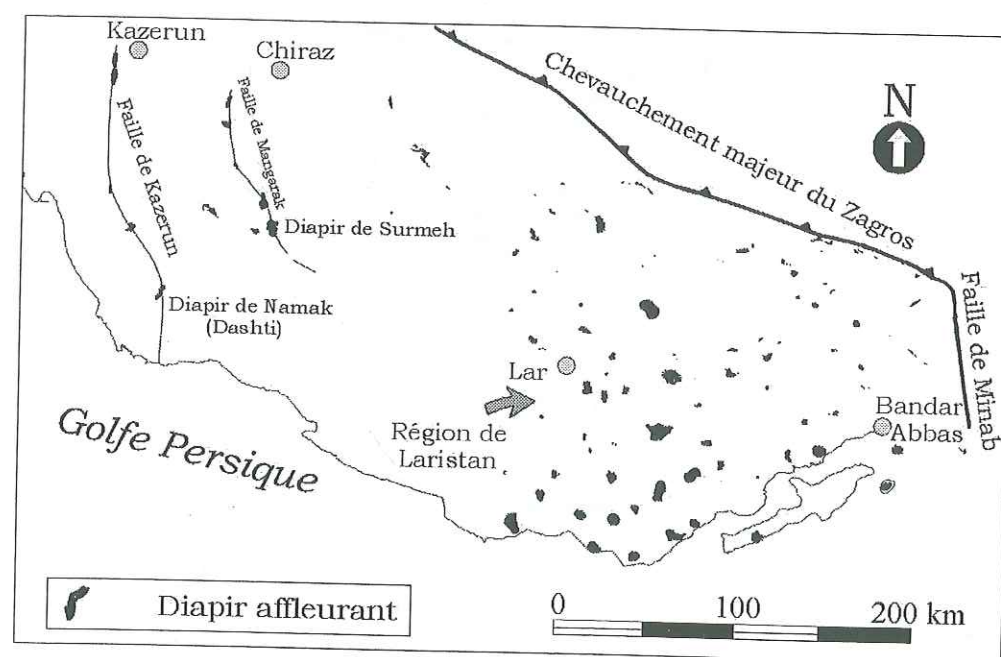 Kazerun
Chiraz
Chevauchement majeur du Zagros
N
Faille de Kazerun
Faille de Mangarak
Diapir de Surmeh
Diapir de Namak
(Dashti)
Faille de Minab
Lar
Région de
Laristan
Bandar
Abbas
Golfe Persique
Diapir affleurant
0
100
200 km